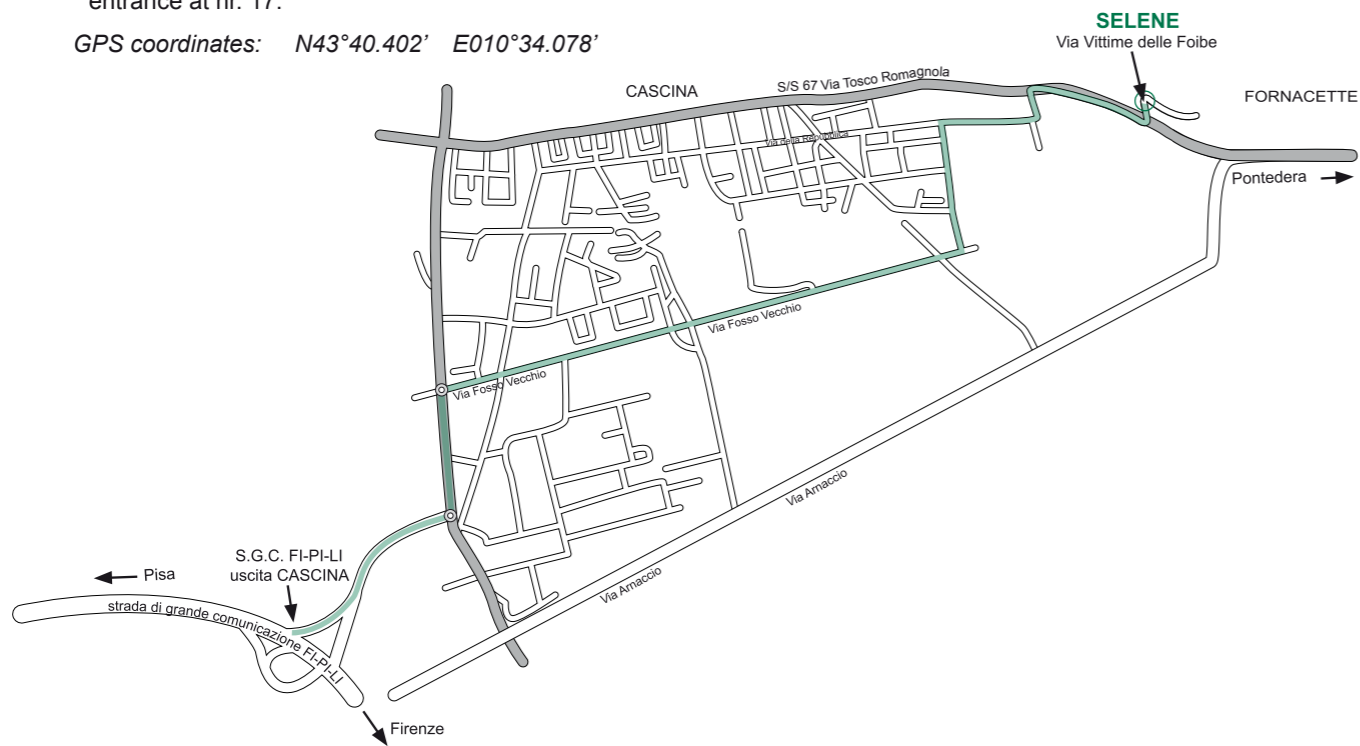 entrance at nr. 17.
GPS coordinates: N43°40.402’ E010°34.078’
SELENE
Via Vittime delle Foibe
CASCINA
S/S 67 Via Tosco Romagnola
FORNACETTE
Via della Repubblica
Pontedera
Via Fosso Vecchio
Via Fosso Vecchio
Via Arnaccio
Via Arnaccio
S.G.C. FI-PI-LI
uscita CASCINA
Pisa
strada di grande comunicazione FI-PI-LI
Firenze